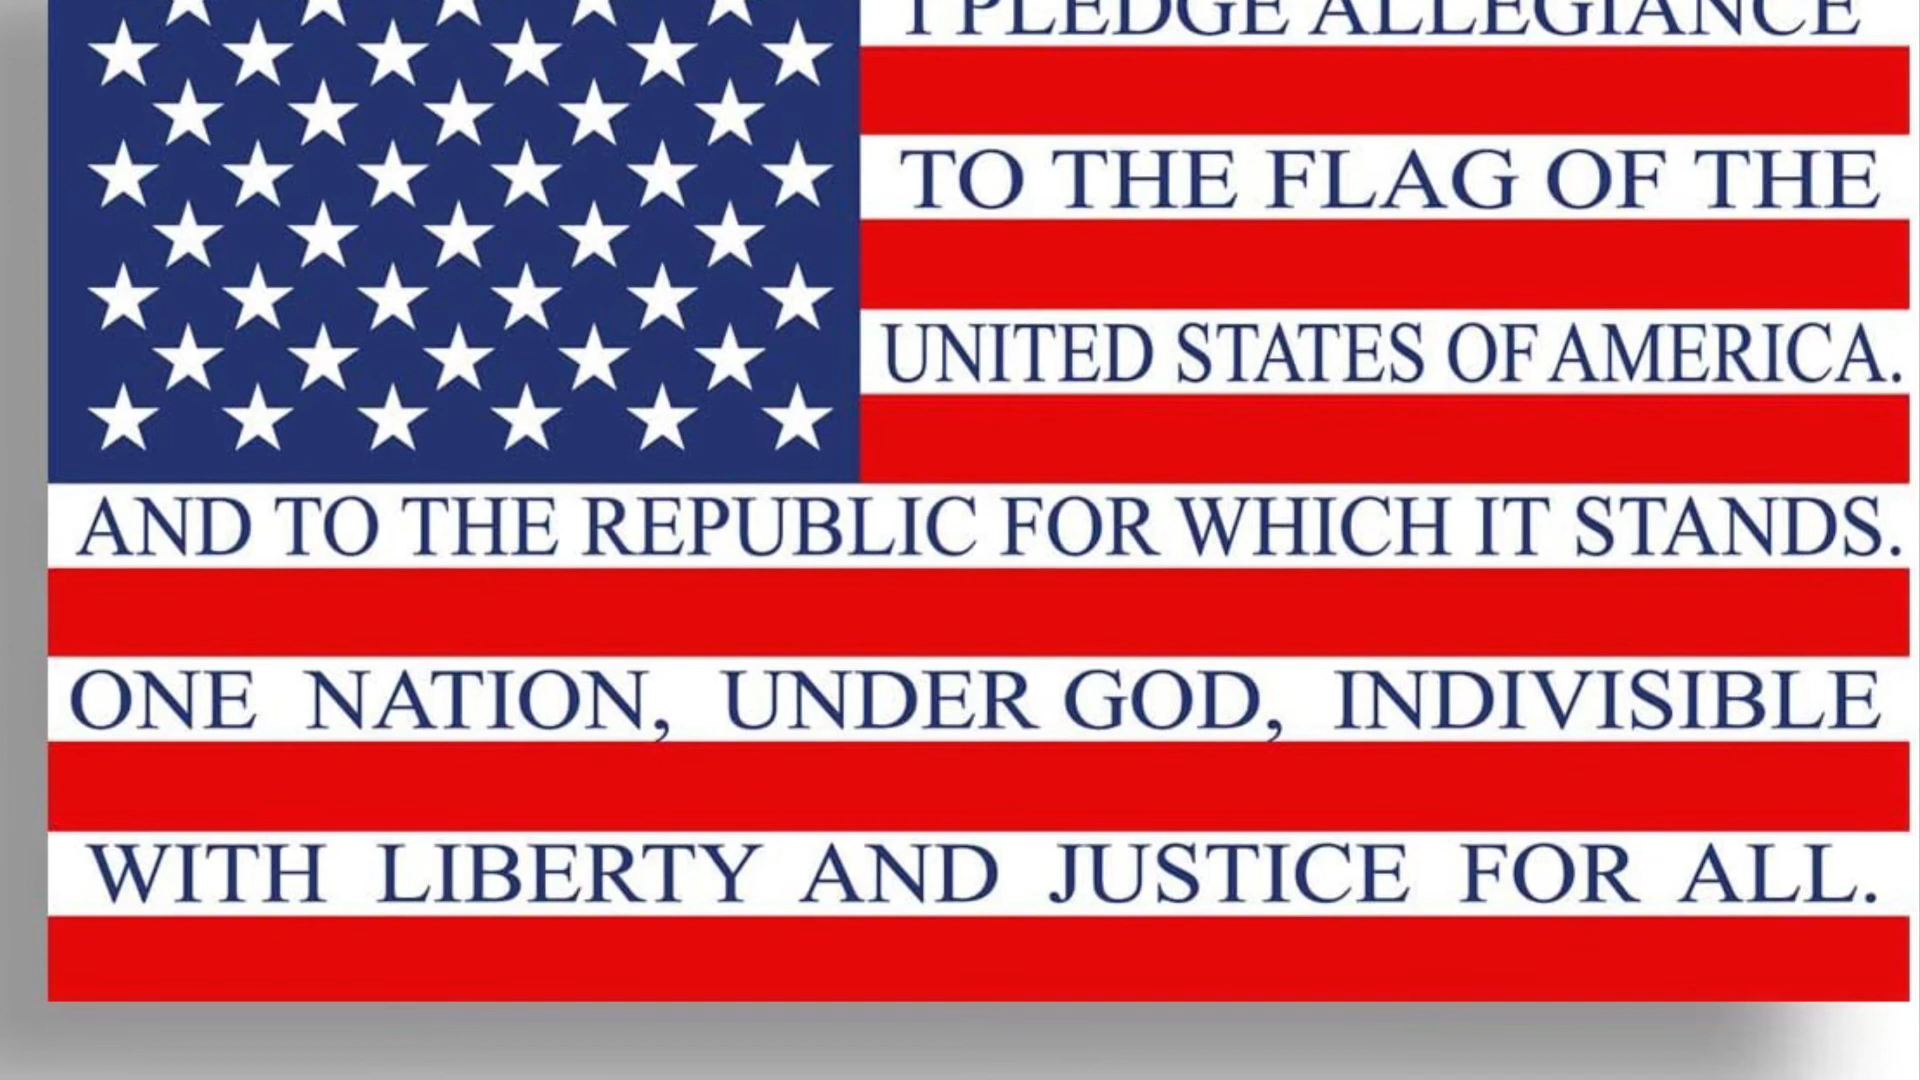 I PLEDGE ALLEGIANCE
TO THE FLAG OF THE
UNITED STATES OF AMERICA.
AND TO THE REPUBLIC FOR WHICH IT STANDS.
ONE NATION, UNDER GOD, INDIVISIBLE
WITH LIBERTY AND JUSTICE FOR ALL.